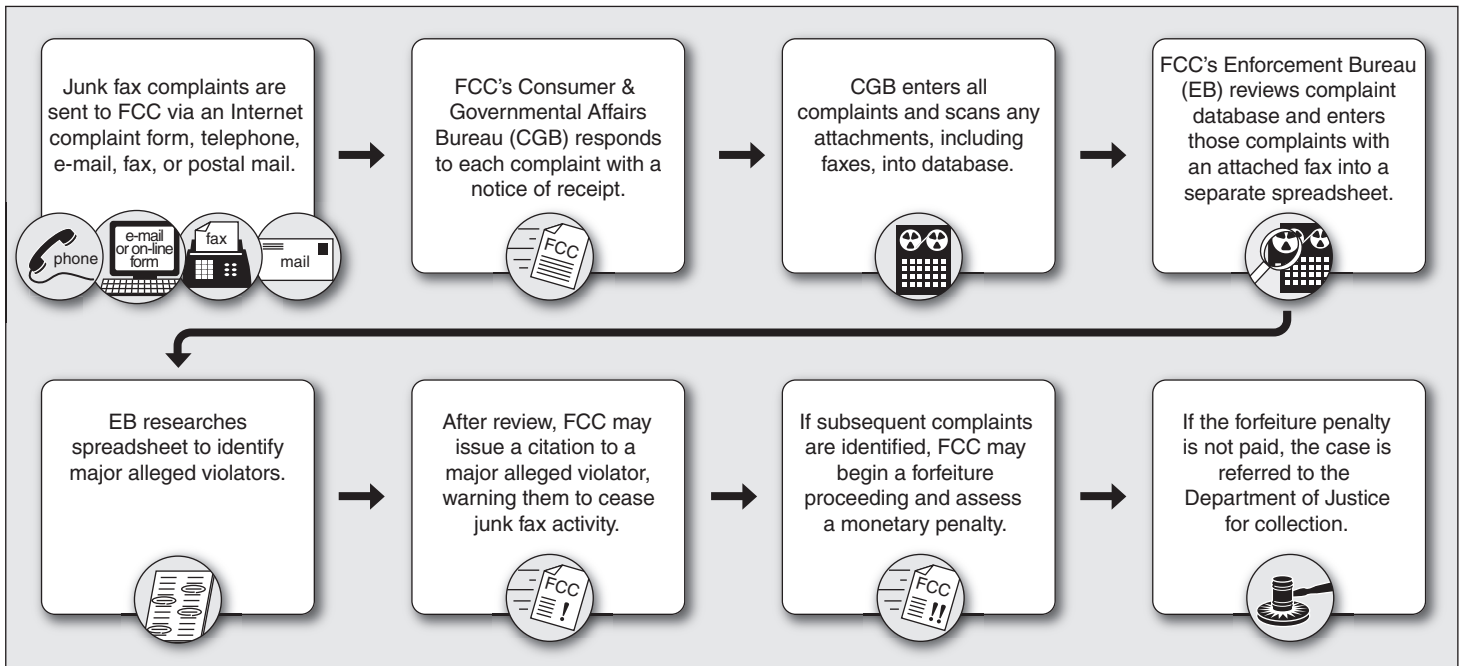 Junk fax complaints are
sent to FCC via an Internet
complaint form, telephone,
e-mail, fax, or postal mail.
phone
e-mail
or on-line
form
fax
mail
FCC's Consumer &
Governmental Affairs
Bureau (CGB) responds
to each complaint with a
notice of receipt.
FCC
CGB enters all
complaints and scans any
attachments, including
faxes, into database.
FCC's Enforcement Bureau
(EB) reviews complaint
database and enters
those complaints with
an attached fax into a
separate spreadsheet.
EB researches
spreadsheet to identify
major alleged violators.
After review, FCC may
issue a citation to a
major alleged violator,
warning them to cease
junk fax activity.
FCC
!
If subsequent complaints
are identified, FCC may
begin a forfeiture
proceeding and assess
a monetary penalty.
FCC
!!
If the forfeiture penalty
is not paid, the case is
referred to the
Department of Justice
for collection.